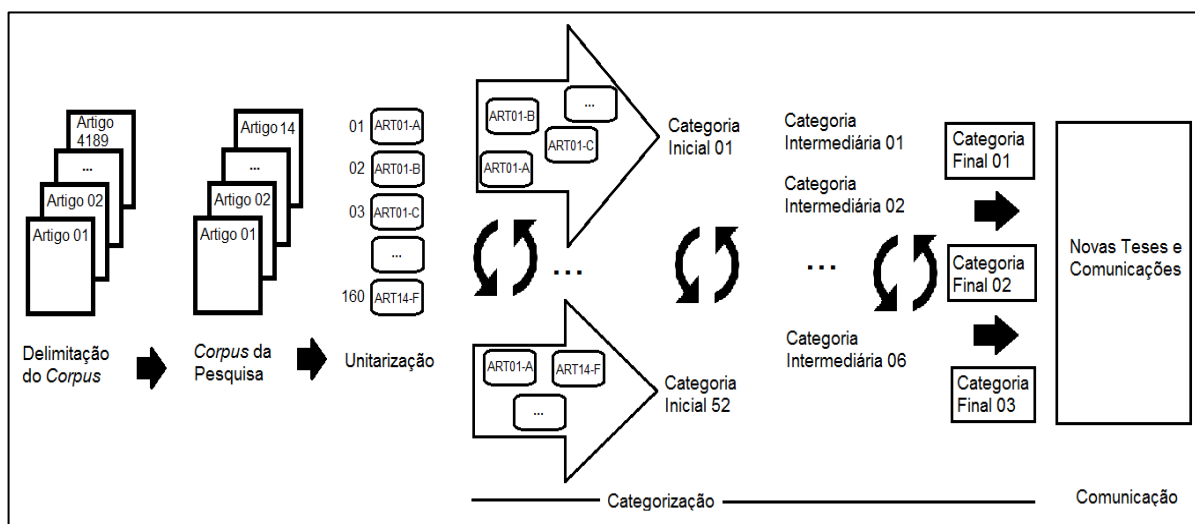 Artigo
4189
...
Artigo 02
Artigo 01
Delimitação
do Corpus
Artigo 14
...
Artigo 02
Artigo 01
Corpus da
Pesquisa
01 ART01-A
02 ART01-B
03 ART01-C
...
160 ART14-F
Unitarização
...
ART01-B
ART01-C
ART01-A
...
ART01-A
ART14-F
...
Categoria
Inicial 01
Categoria
Inicial 52
Categoria
Intermediária 01
Categoria
Intermediária 02
...
Categoria
Intermediária 06
Categoria
Final 01
Categoria
Final 02
Categoria
Final 03
Novas Teses e
Comunicações
Categorização
Comunicação